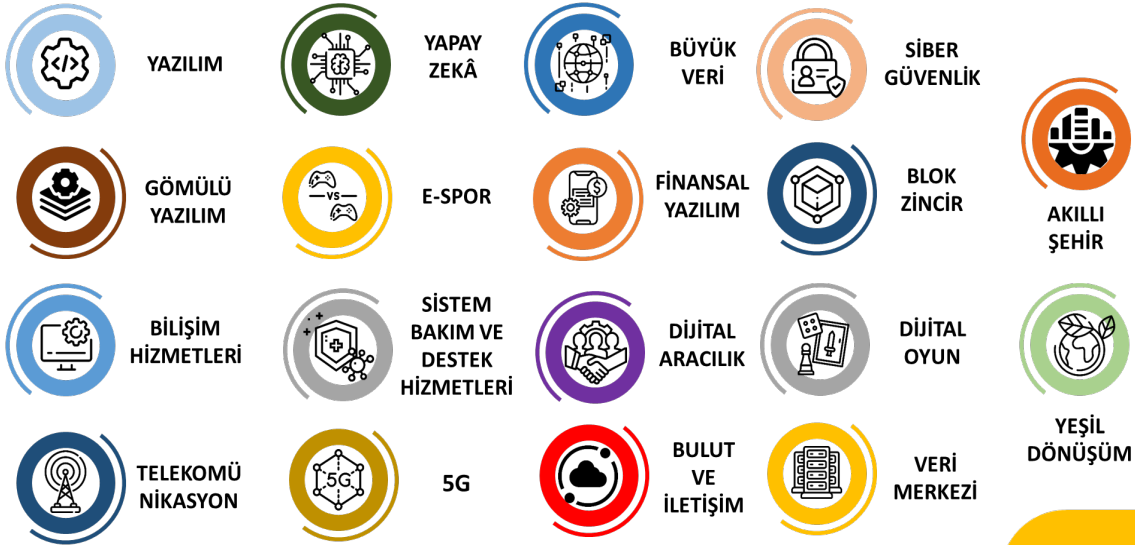 YAZILIM
YAPAY
ZEKÂ
BÜYÜK
VERİ
SİBER
GÜVENLİK
GÖMÜLÜ
YAZILIM
VS
E-SPOR
$
FİNANSAL
YAZILIM
BLOK
ZİNCİR
AKILLI
ŞEHİR
BİLİŞİM
HİZMETLERİ
SİSTEM
BAKIM VE
DESTEK
HİZMETLERİ
DİJİTAL
ARACILIK
DİJİTAL
OYUN
YEŞİL
DÖNÜŞÜM
TELEKOMÜ
NİKASYON
5G
5G
BULUT
VE
İLETİŞİM
VERİ
MERKEZİ